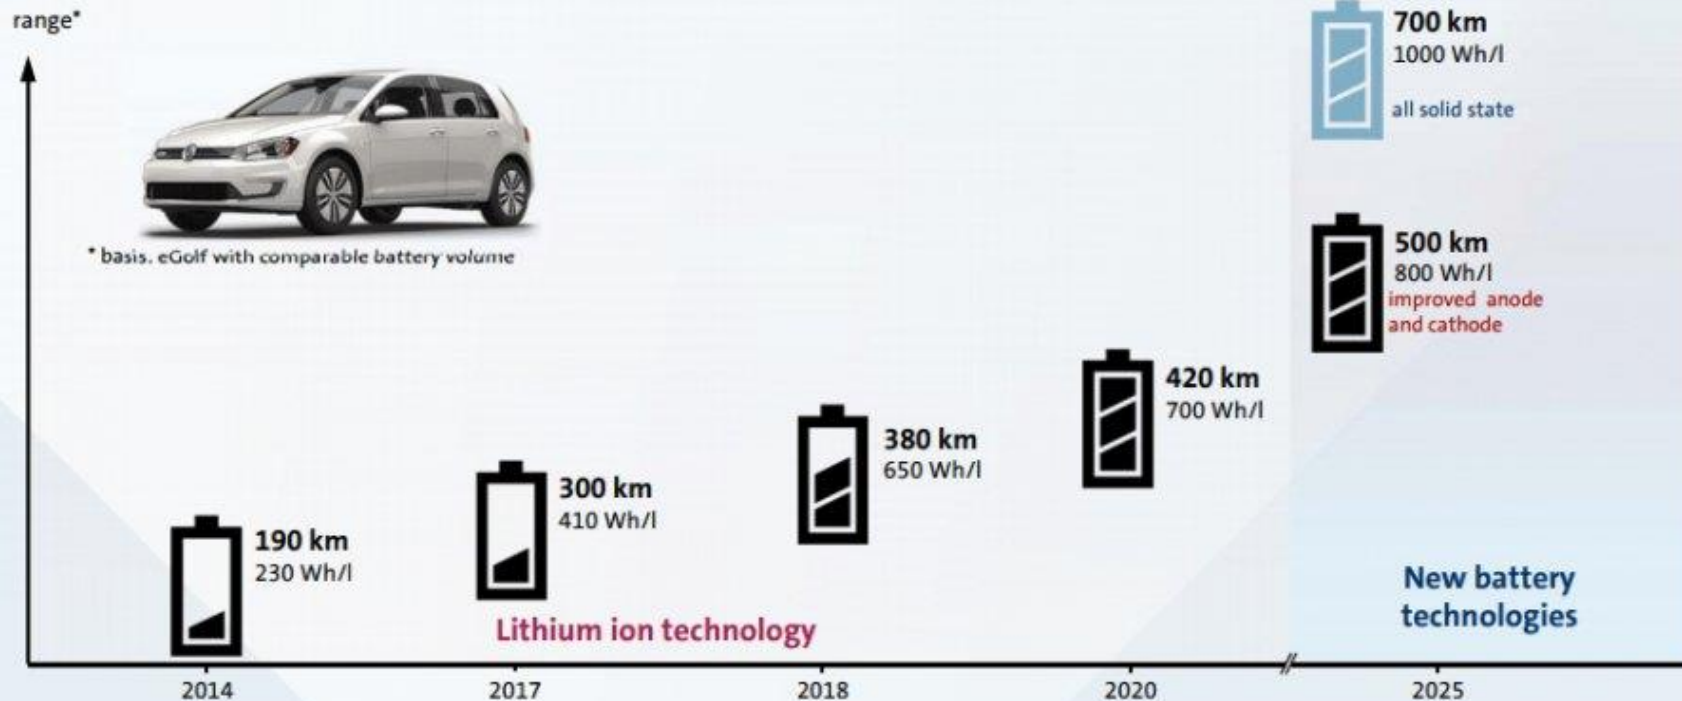 range*
* basis. eGolf with comparable battery volume
190 km
230 Wh/l
300 km
410 Wh/l
380 km
650 Wh/l
420 km
700 Wh/l
700 km
1000 Wh/l
all solid state
500 km
800 Wh/l
improved anode
and cathode
Lithium ion technology
New battery
technologies
2014
2017
2018
2020
2025